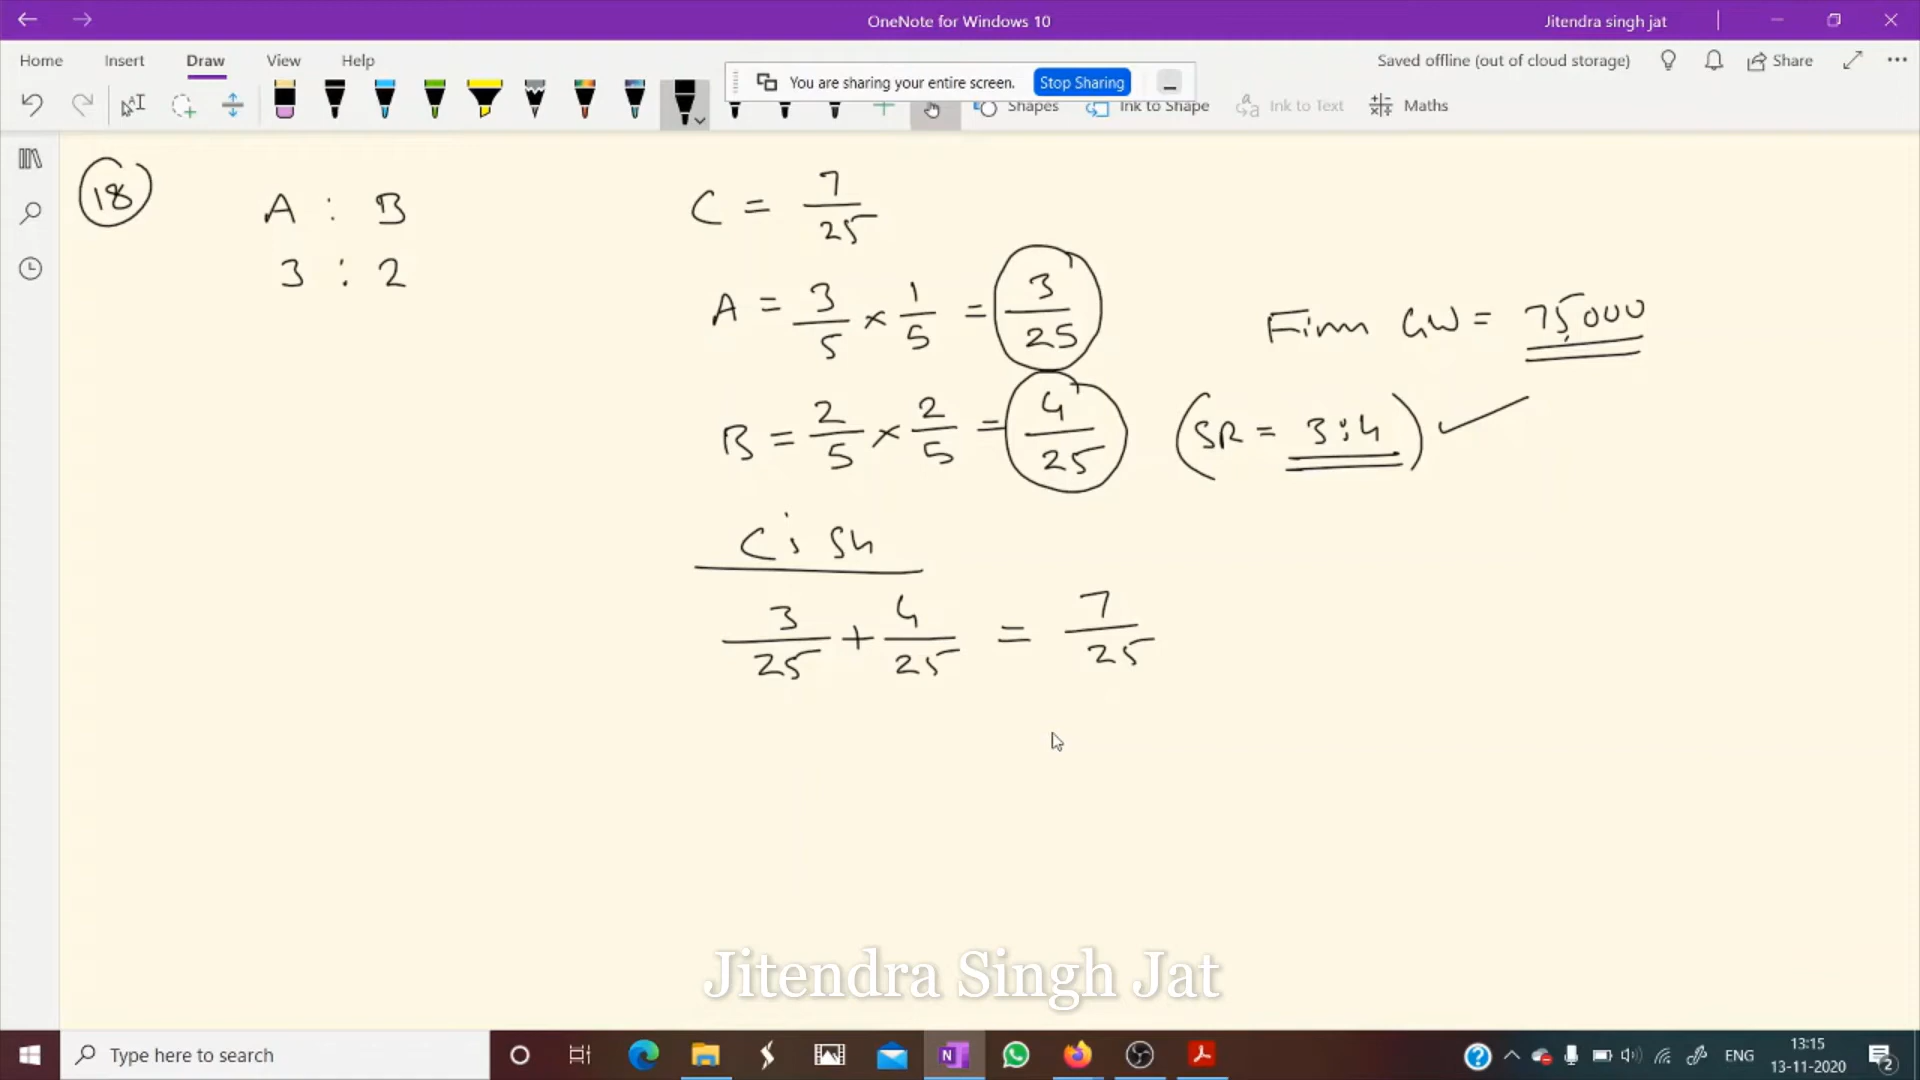 OneNote for Windows 10
Jitendra singh jat
Home Insert Draw View Help
You are sharing your entire screen. Stop Sharing
Saved offline (out of cloud storage)
Share
Shapes Ink to Shape Ink to Text Maths
18
A : B
3 : 2
C = 7/25
A = 3/5 × 1/5 = 3/25
Firm GW = 75,000
B = 2/5 × 2/5 = 4/25
(SR = 3:4) ✓
C's Sh
3/25 + 4/25 = 7/25
Jitendra Singh Jat
Type here to search
ENG
13:15
13-11-2020
2